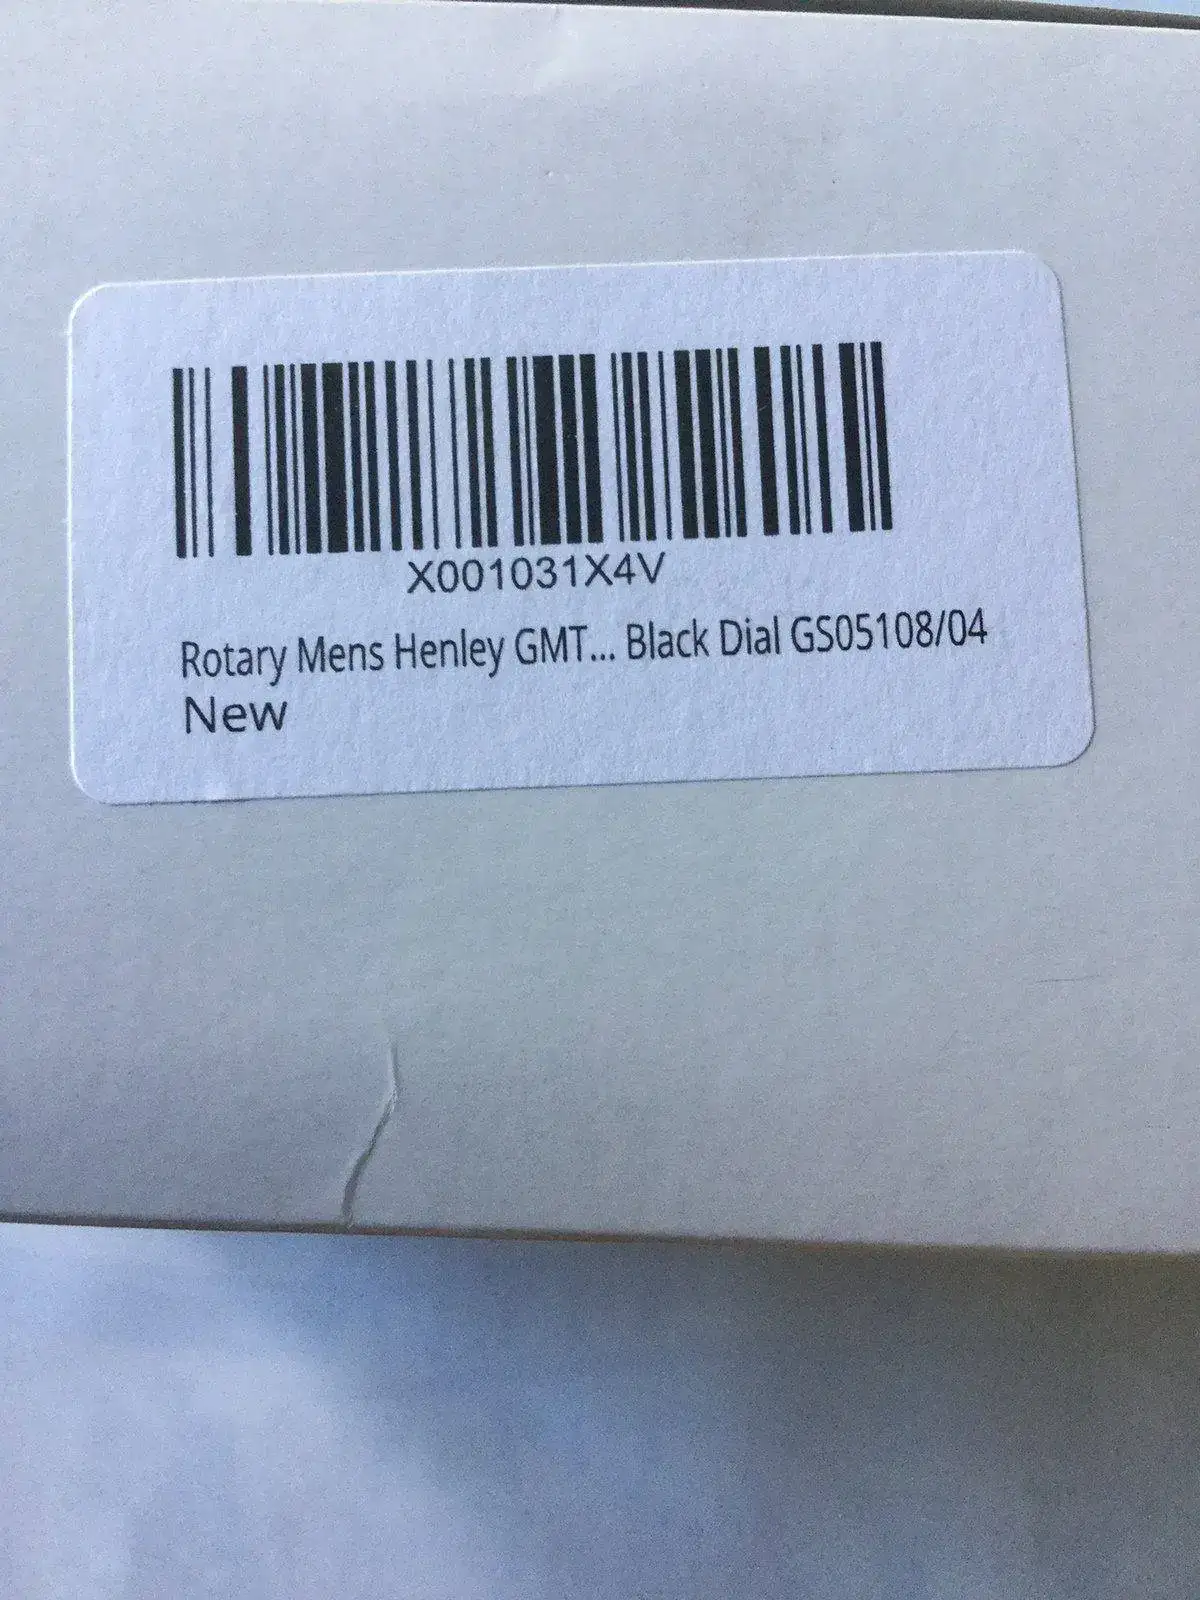 X001031X4V
Rotary Mens Henley GMT... Black Dial GS05108/04
New